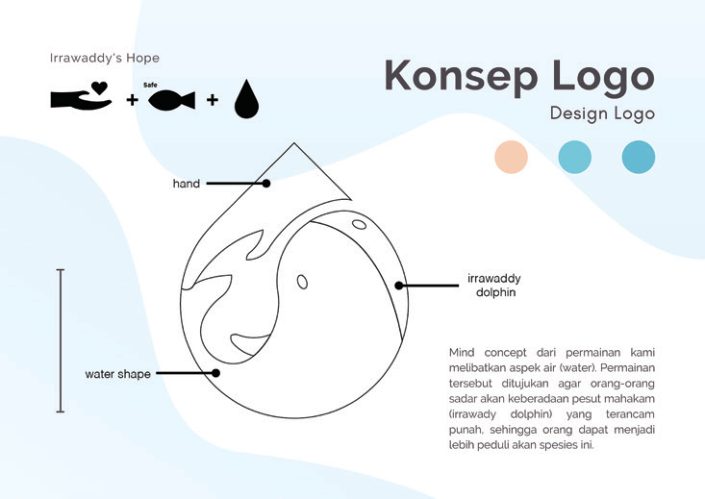 Irrawaddy's Hope
Safe
+ +
Konsep Logo
Design Logo
hand
irrawaddy
dolphin
water shape
Mind concept dari permainan kami
melibatkan aspek air (water). Permainan
tersebut ditujukan agar orang-orang
sadar akan keberadaan pesut mahakam
(irrawady dolphin) yang terancam
punah, sehingga orang dapat menjadi
lebih peduli akan spesies ini.